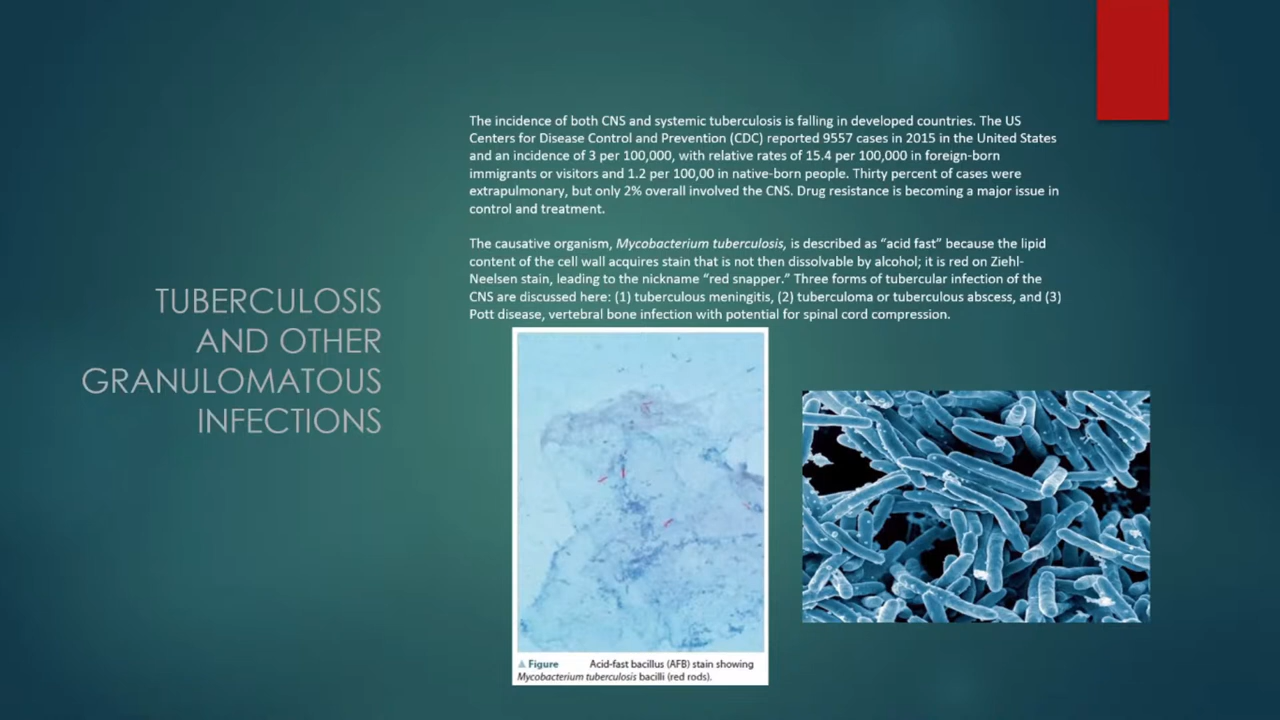 TUBERCULOSIS
AND OTHER
GRANULOMATOUS
INFECTIONS
The incidence of both CNS and systemic tuberculosis is falling in developed countries. The US
Centers for Disease Control and Prevention (CDC) reported 9557 cases in 2015 in the United States
and an incidence of 3 per 100,000, with relative rates of 15.4 per 100,000 in foreign-born
immigrants or visitors and 1.2 per 100,00 in native-born people. Thirty percent of cases were
extrapulmonary, but only 2% overall involved the CNS. Drug resistance is becoming a major issue in
control and treatment.
The causative organism, Mycobacterium tuberculosis, is described as “acid fast” because the lipid
content of the cell wall acquires stain that is not then dissolvable by alcohol; it is red on Ziehl-
Neelsen stain, leading to the nickname “red snapper.” Three forms of tubercular infection of the
CNS are discussed here: (1) tuberculous meningitis, (2) tuberculoma or tuberculous abscess, and (3)
Pott disease, vertebral bone infection with potential for spinal cord compression.
▲ Figure Acid-fast bacillus (AFB) stain showing
Mycobacterium tuberculosis bacilli (red rods).